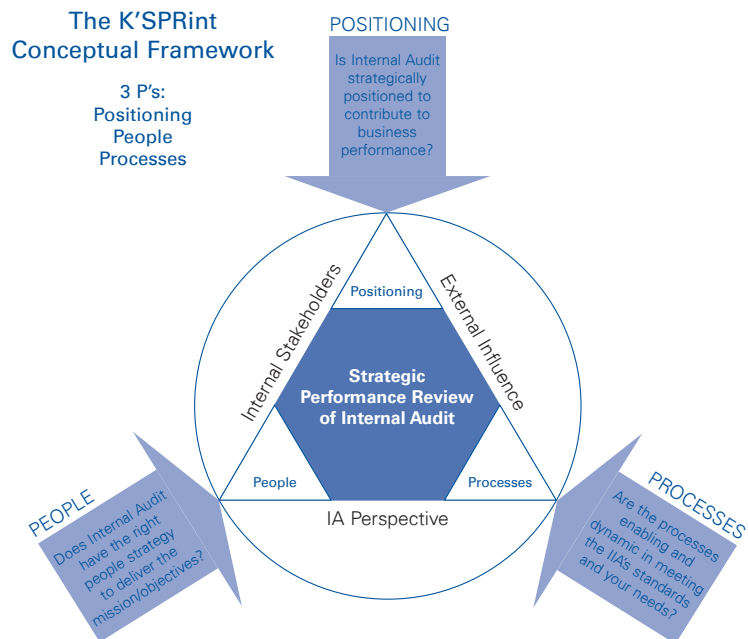 The K'SPRint
Conceptual Framework
3 P's:
Positioning
People
Processes
POSITIONING
Is Internal Audit
strategically
positioned to
contribute to
business
performance?
Internal Stakeholders
External Influence
Positioning
Strategic
Performance Review
of Internal Audit
People
Processes
IA Perspective
PEOPLE
Does Internal Audit
have the right
people strategy
to deliver the
mission/objectives?
PROCESSES
Are the processes
enabling and
dynamic in meeting
the IIA's standards
and your needs?